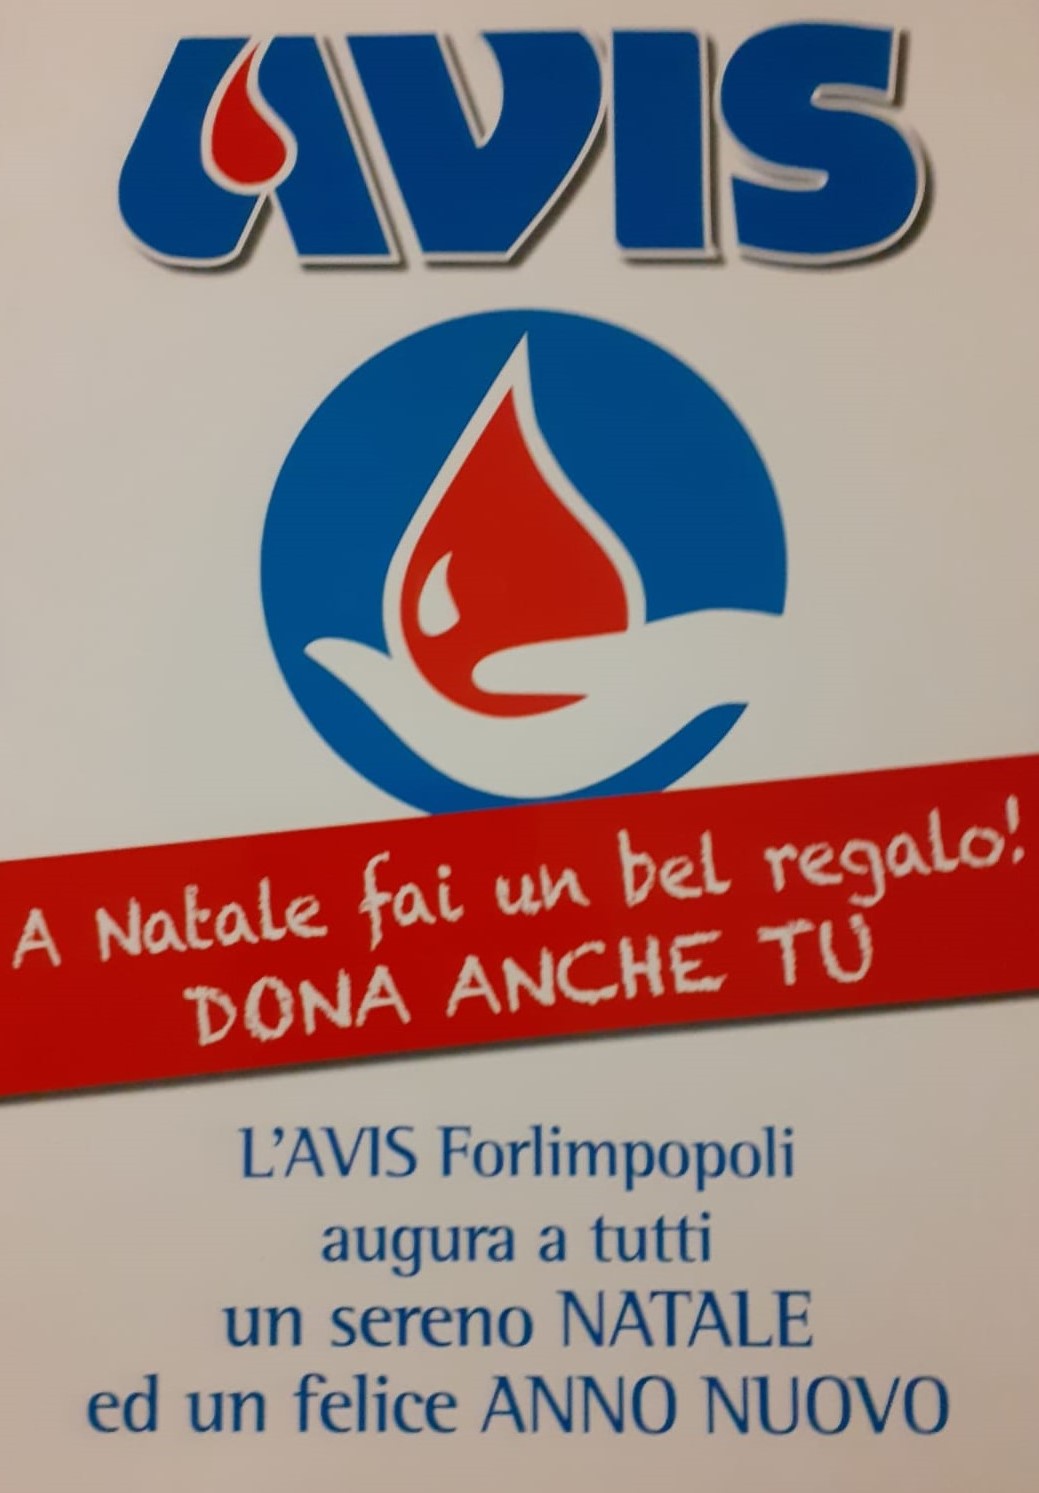 AVIS
A Natale fai un bel regalo!
DONA ANCHE TU
L'AVIS Forlimpopoli
augura a tutti
un sereno NATALE
ed un felice ANNO NUOVO